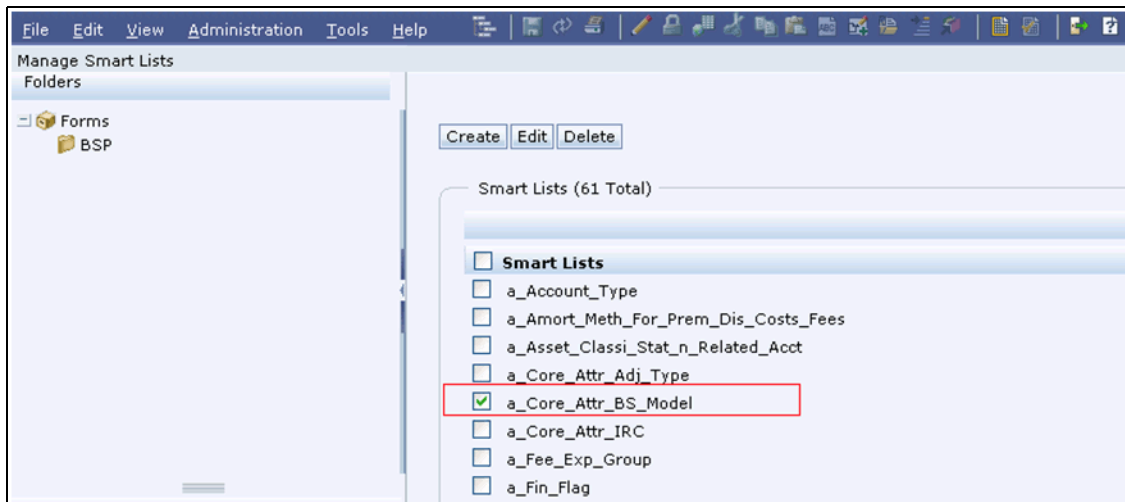 File Edit View Administration Tools Help
Manage Smart Lists
Folders
Forms
BSP
Create Edit Delete
Smart Lists (61 Total)
Smart Lists
a_Account_Type
a_Amort_Meth_For_Prem_Dis_Costs_Fees
a_Asset_Classi_Stat_n_Related_Acct
a_Core_Attr_Adj_Type
a_Core_Attr_BS_Model
a_Core_Attr_IRC
a_Fee_Exp_Group
a_Fin_Flag